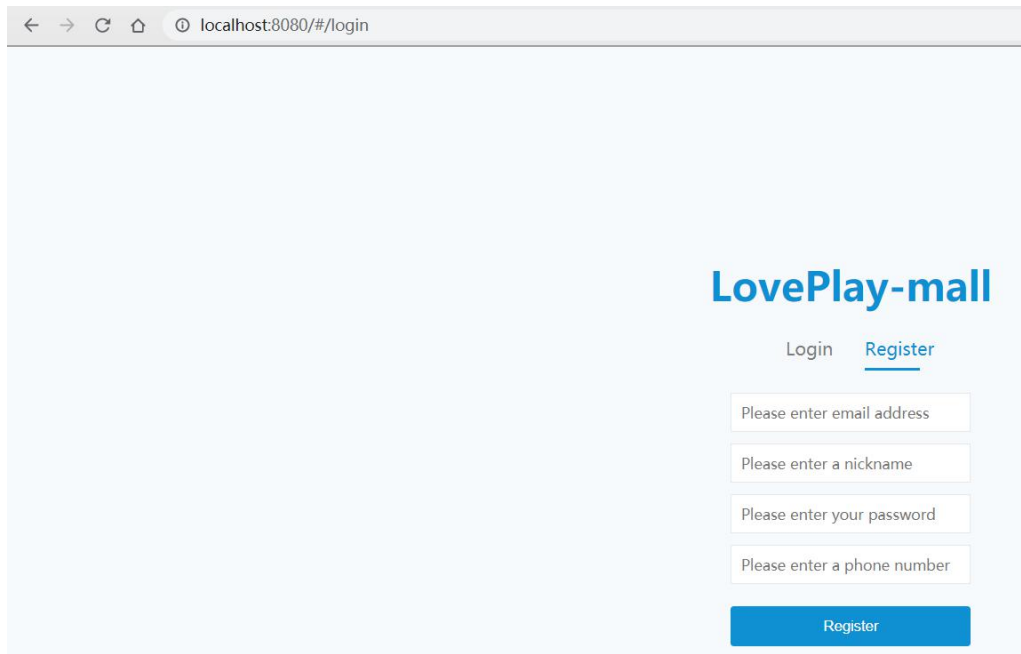 localhost:8080/#/login
LovePlay-mall
Login Register
Please enter email address
Please enter a nickname
Please enter your password
Please enter a phone number
Register